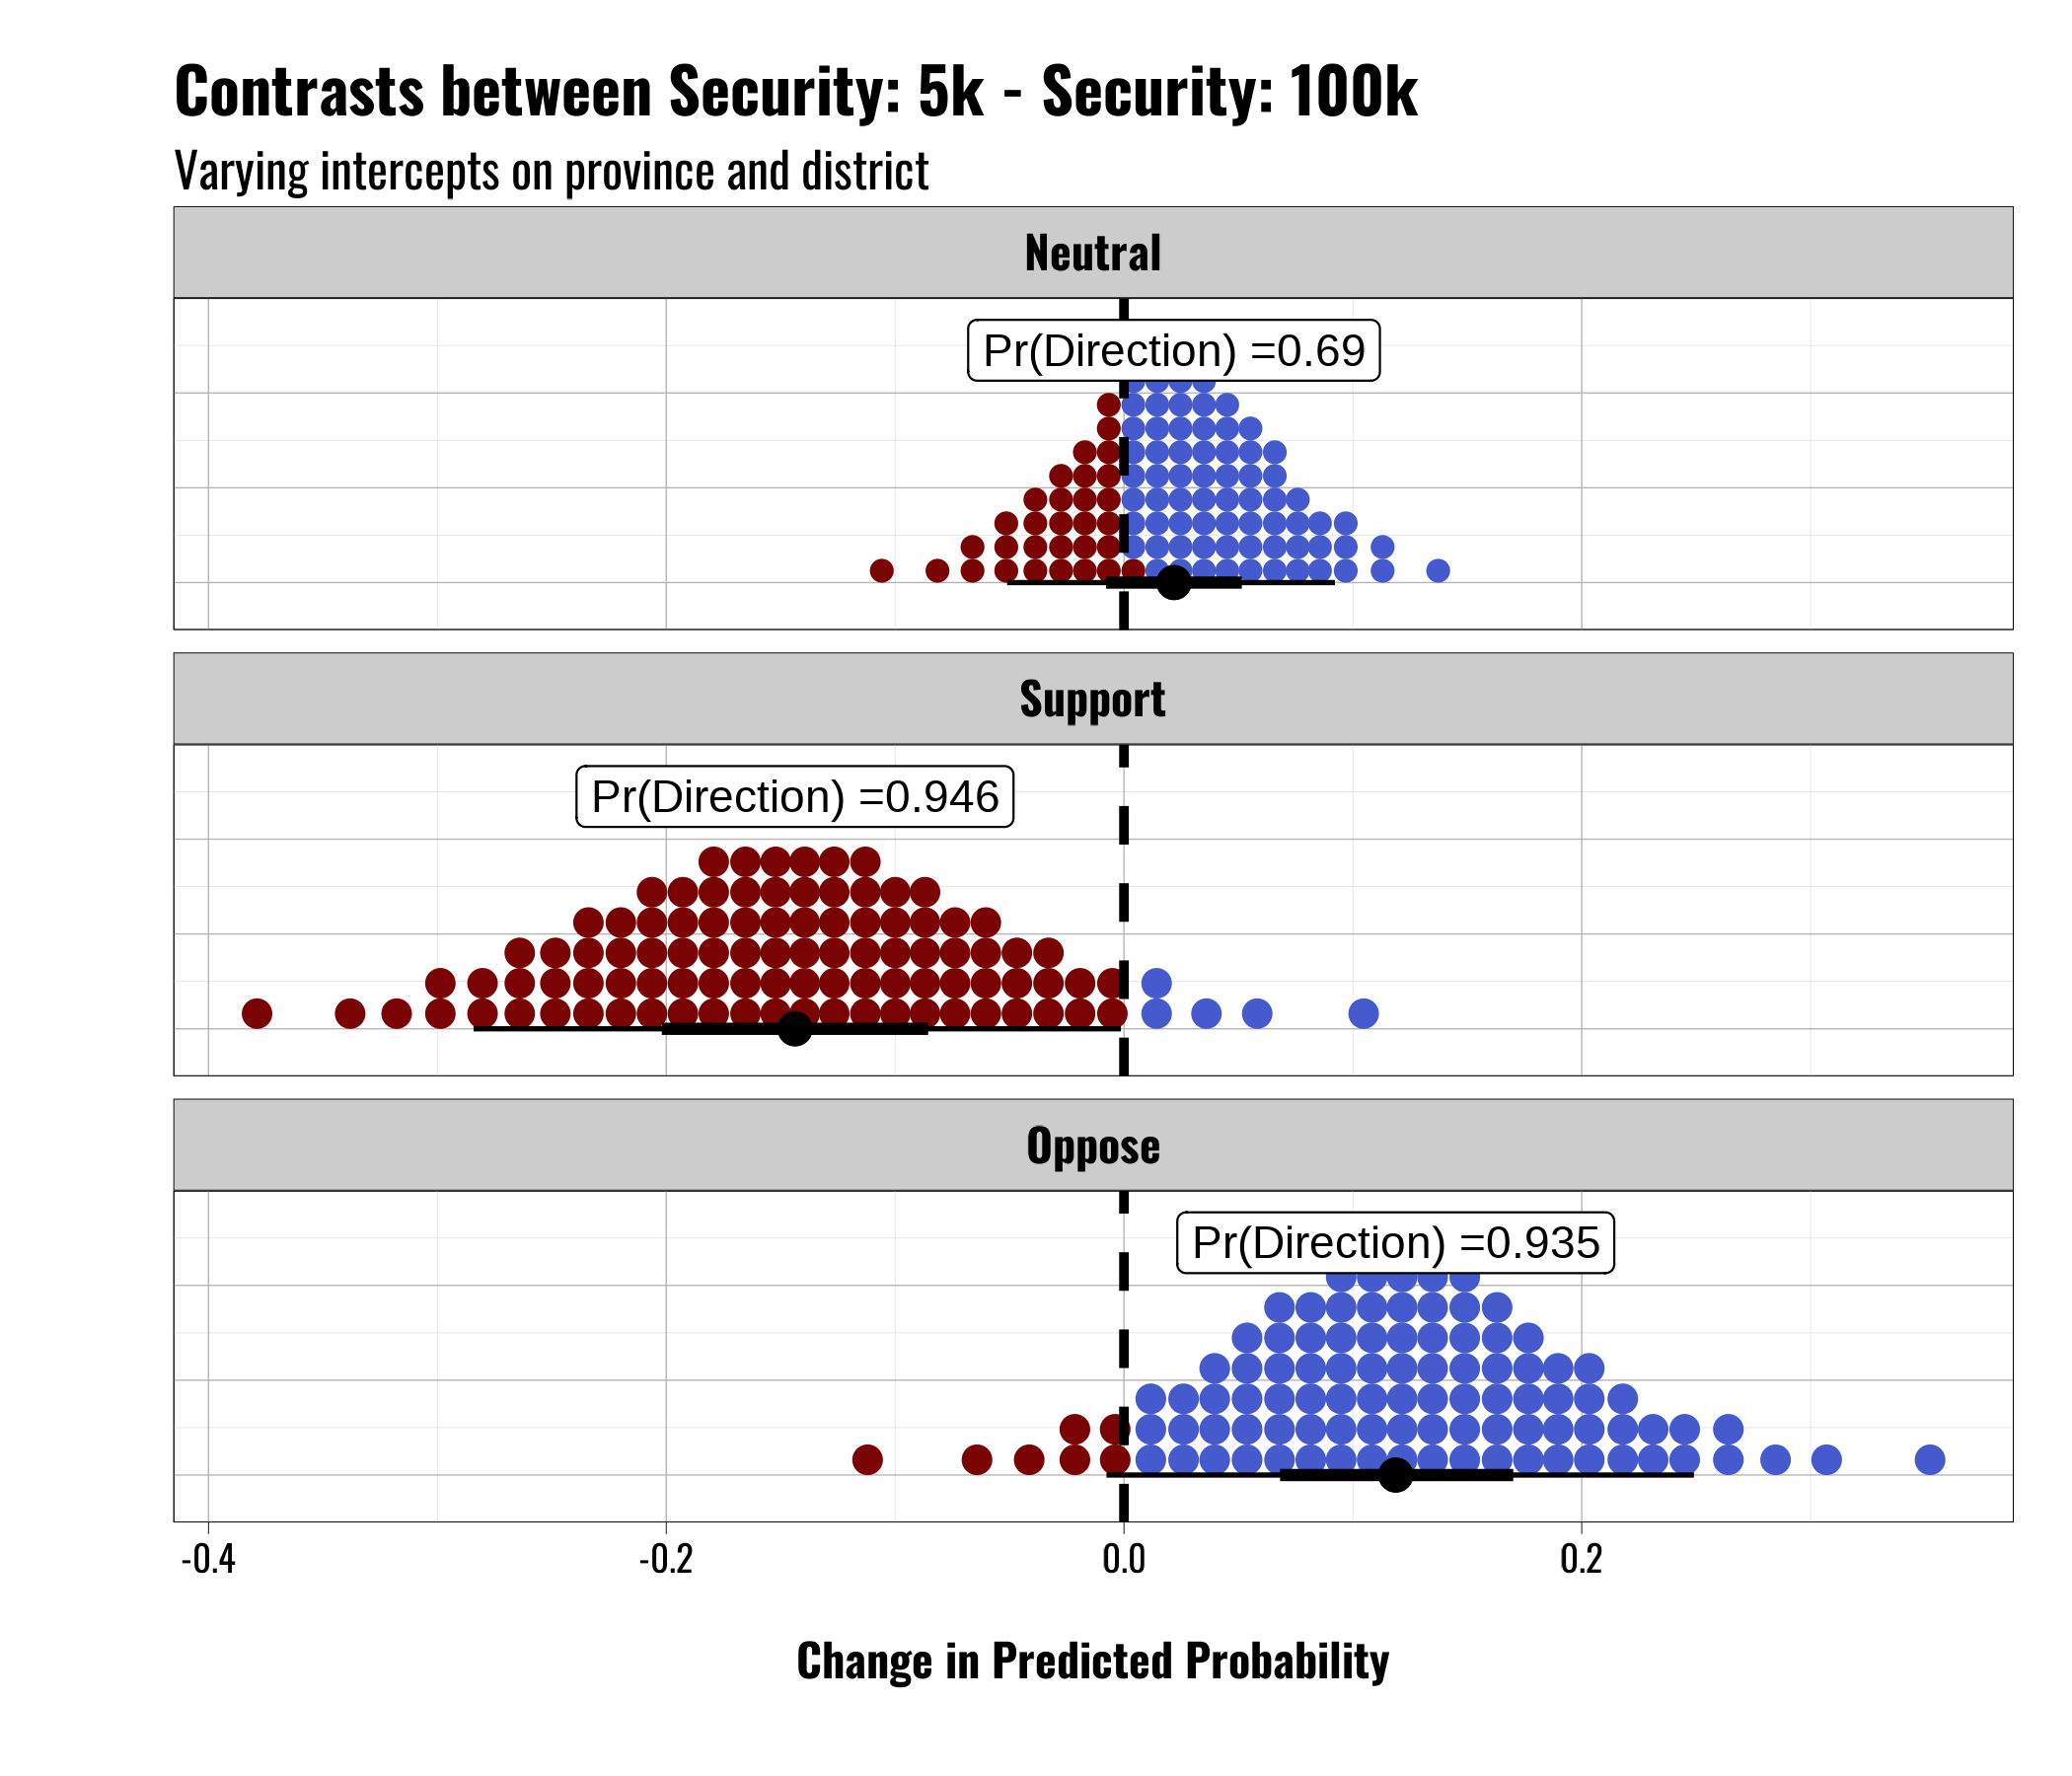 Contrasts between Security: 5k - Security: 100k
Varying intercepts on province and district
Neutral
Pr(Direction) =0.69
Support
Pr(Direction) =0.946
Oppose
Pr(Direction) =0.935
-0.4 -0.2 0.0 0.2
Change in Predicted Probability